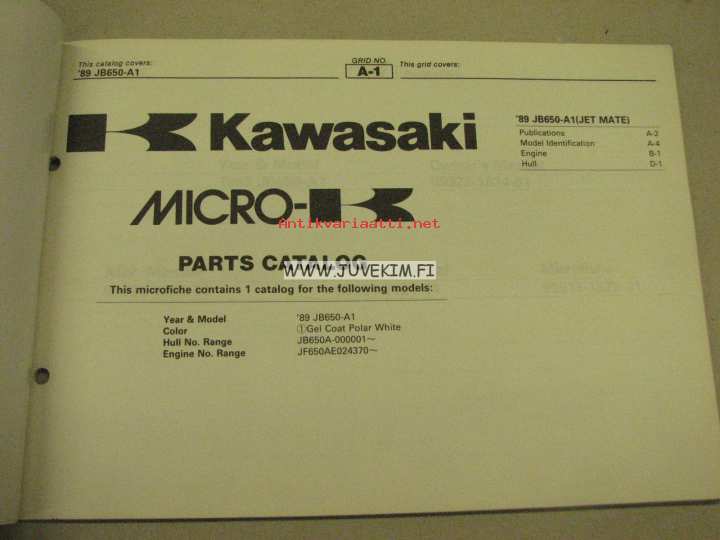 This catalog covers:
'89 JB650-A1
GRID NO.
A-1
This grid covers:
Kawasaki
MICRO-K
Antikvariaatti.net
PARTS CATALOG
WWW.JUVEKIM.FI
This microfiche contains 1 catalog for the following models:
Year & Model '89 JB650-A1
Color ①Gel Coat Polar White
Hull No. Range JB650A-000001~
Engine No. Range JF650AE024370~
'89 JB650-A1(JET MATE)
Publications A-2
Model Identification A-4
Engine B-1
Hull D-1